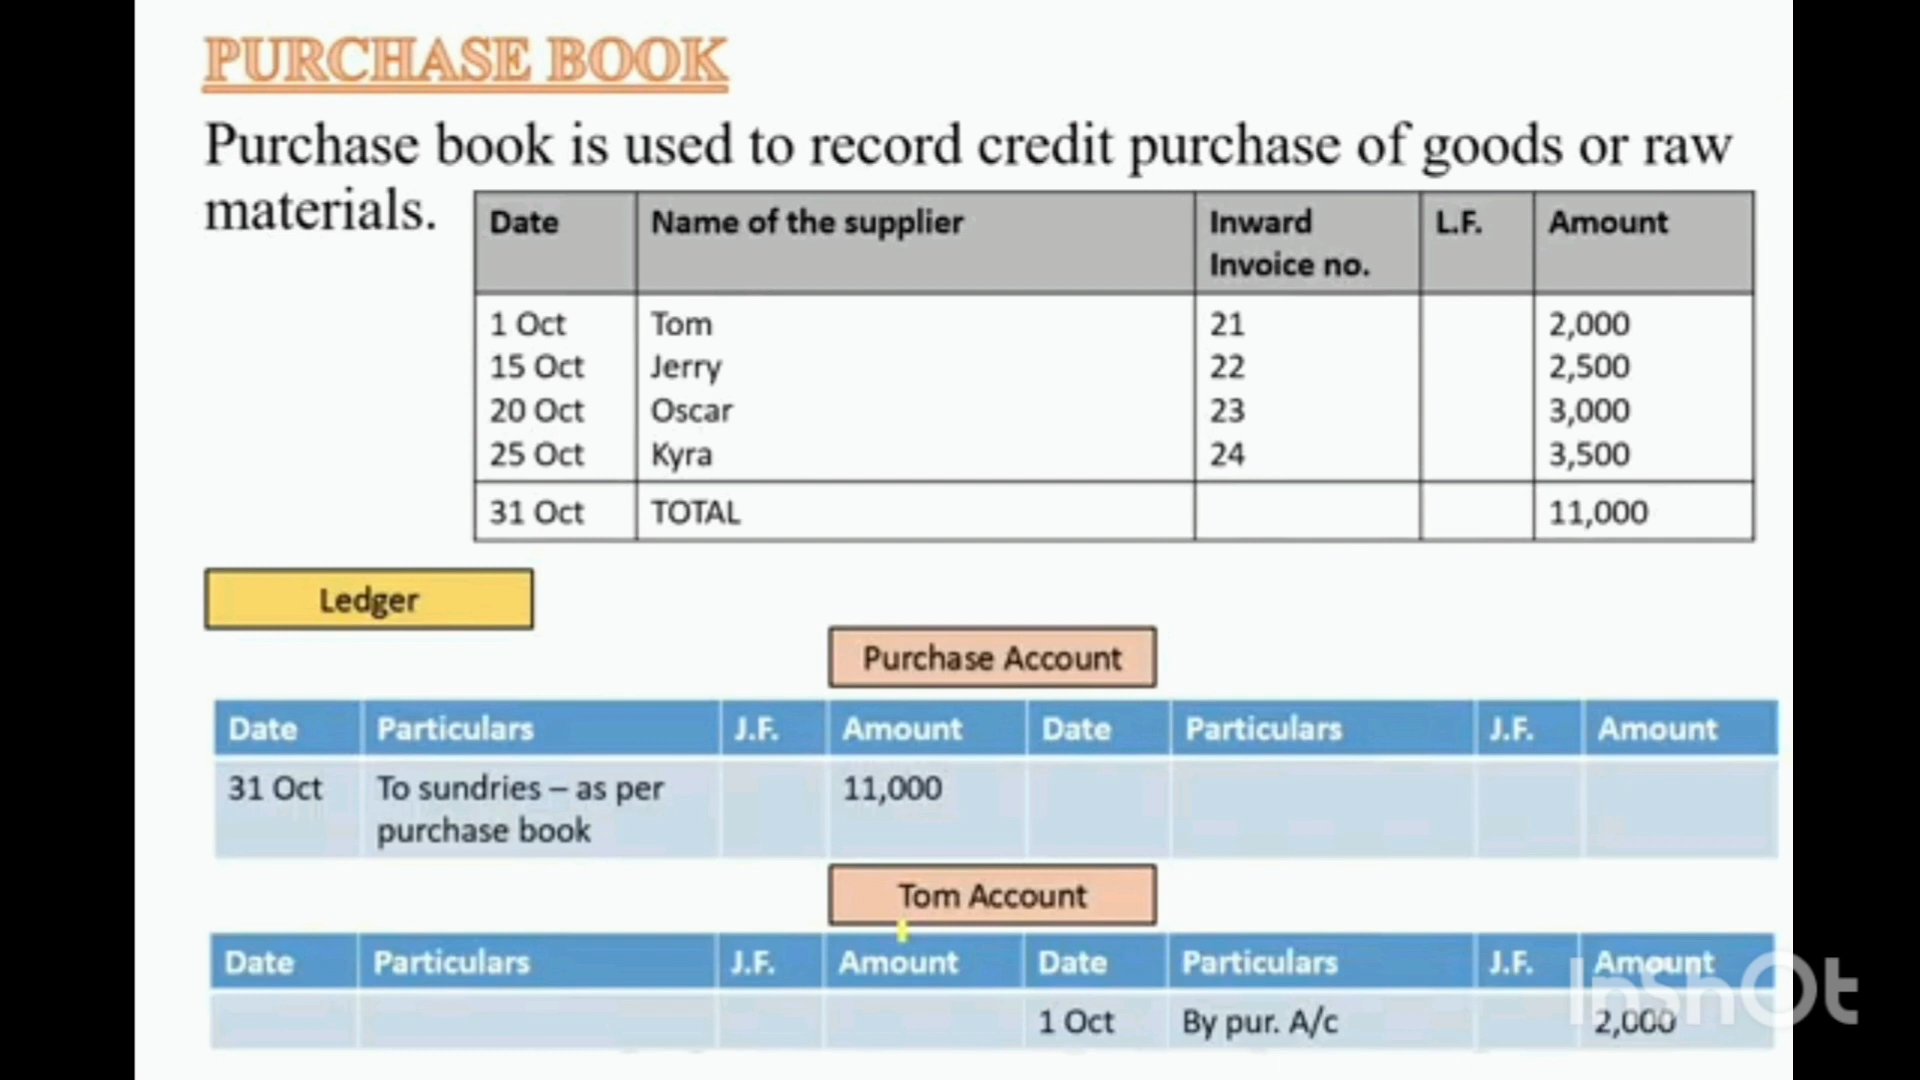 PURCHASE BOOK
Purchase book is used to record credit purchase of goods or raw
materials.
Date Name of the supplier Inward Invoice no. L.F. Amount
1 Oct Tom 21 2,000
15 Oct Jerry 22 2,500
20 Oct Oscar 23 3,000
25 Oct Kyra 24 3,500
31 Oct TOTAL 11,000
Ledger
Purchase Account
Date Particulars J.F. Amount Date Particulars J.F. Amount
31 Oct To sundries – as per 11,000
purchase book
Tom Account
Date Particulars J.F. Amount Date Particulars J.F. Amount
1 Oct By pur. A/c 2,000
InShOt